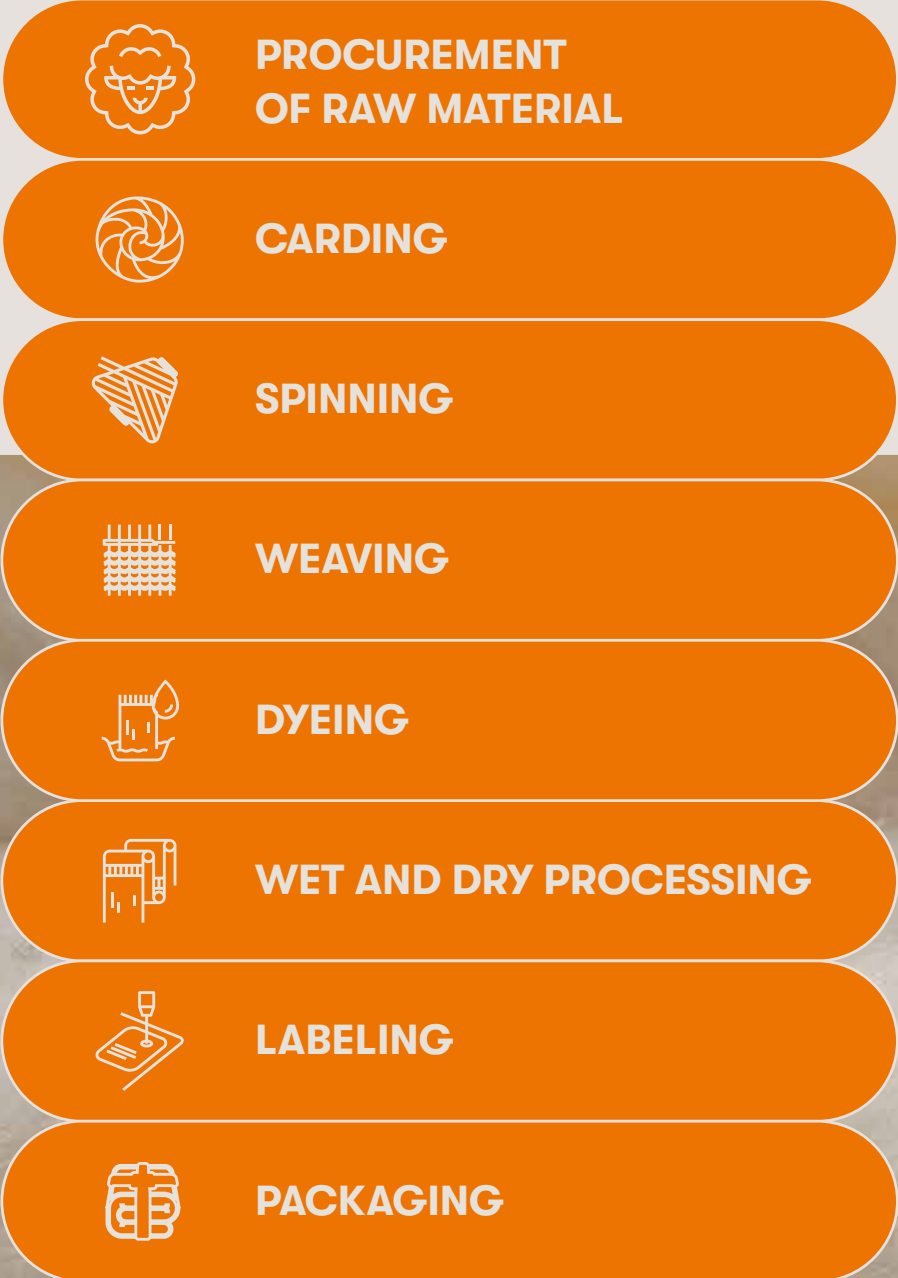 PROCUREMENT
OF RAW MATERIAL
CARDING
SPINNING
WEAVING
DYEING
WET AND DRY PROCESSING
LABELING
PACKAGING